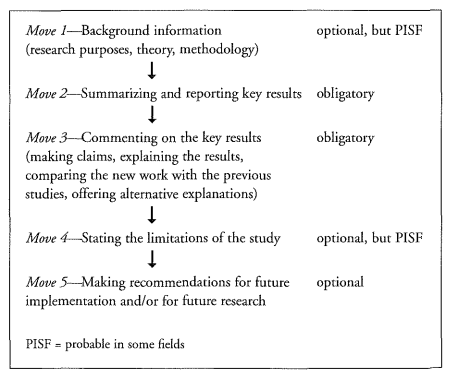 Move 1—Background information optional, but PISF
(research purposes, theory, methodology)
Move 2—Summarizing and reporting key results obligatory
Move 3—Commenting on the key results obligatory
(making claims, explaining the results,
comparing the new work with the previous
studies, offering alternative explanations)
Move 4—Stating the limitations of the study optional, but PISF
Move 5—Making recommendations for future optional
implementation and/or for future research
PISF = probable in some fields